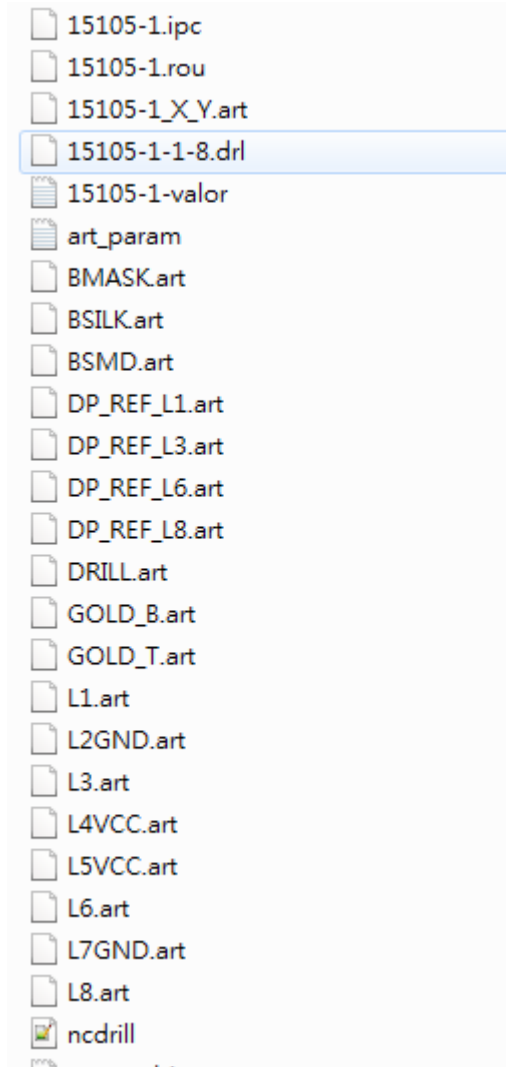 15105-1.ipc
15105-1.rou
15105-1_X_Y.art
15105-1-1-8.drl
15105-1-valor
art_param
BMASK.art
BSILK.art
BSMD.art
DP_REF_L1.art
DP_REF_L3.art
DP_REF_L6.art
DP_REF_L8.art
DRILL.art
GOLD_B.art
GOLD_T.art
L1.art
L2GND.art
L3.art
L4VCC.art
L5VCC.art
L6.art
L7GND.art
L8.art
ncdrill